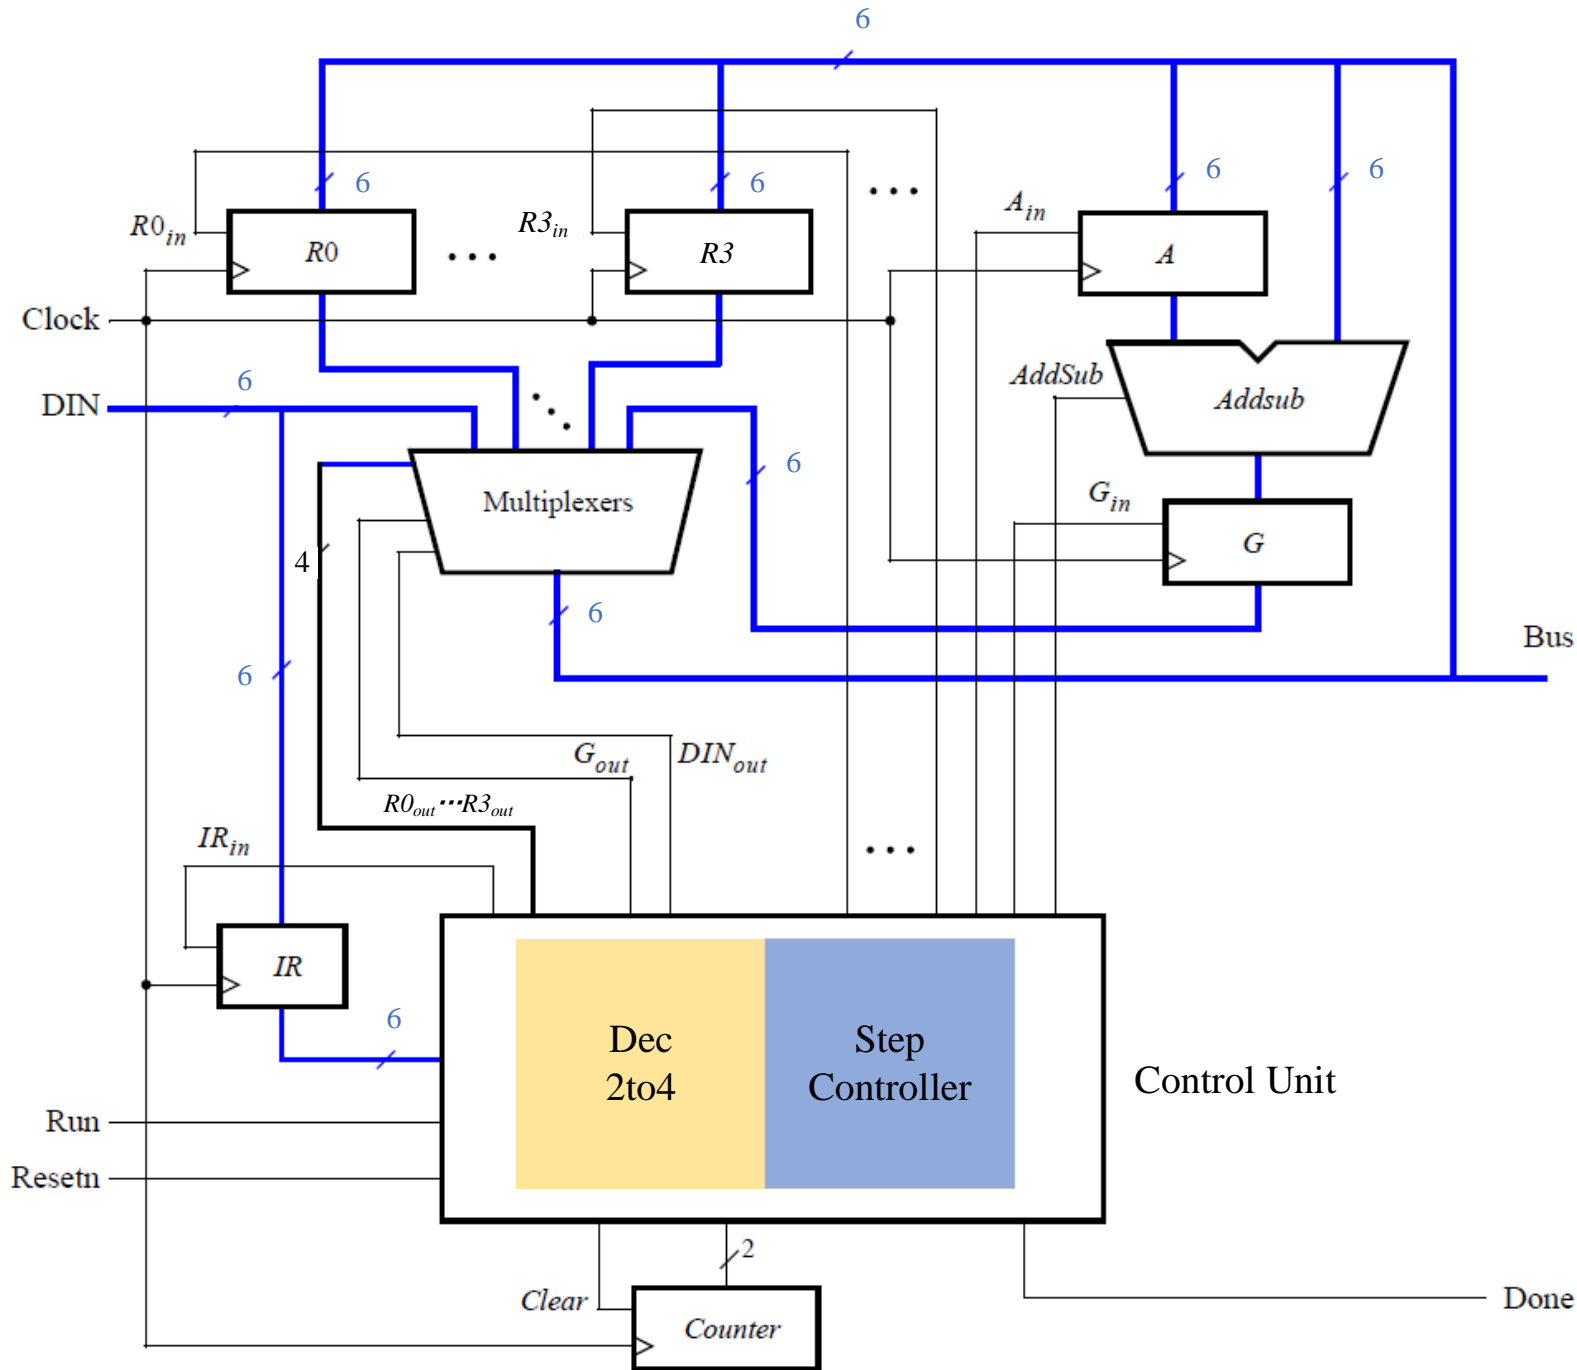 6
6
6
6
6
R0in
R0
• • •
R3in
R3
• • •
Ain
A
Clock
DIN
6
AddSub
Addsub
Multiplexers
6
Gin
G
4
6
Bus
6
Gout
DINout
R0out···R3out
IRin
• • •
IR
6
Dec
2to4
Step
Controller
Control Unit
Run
Resetn
2
Clear
Counter
Done